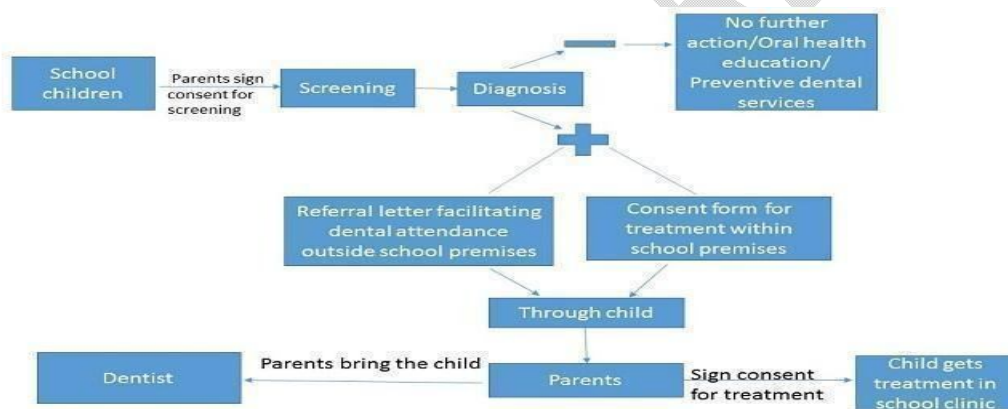 School
children
Parents sign
consent for
screening
Screening
Diagnosis
No further
action/Oral health
education/
Preventive dental
services
Referral letter facilitating
dental attendance
outside school premises
Consent form for
treatment within
school premises
Through child
Dentist
Parents bring the child
Parents
Sign consent
for treatment
Child gets
treatment in
school clinic